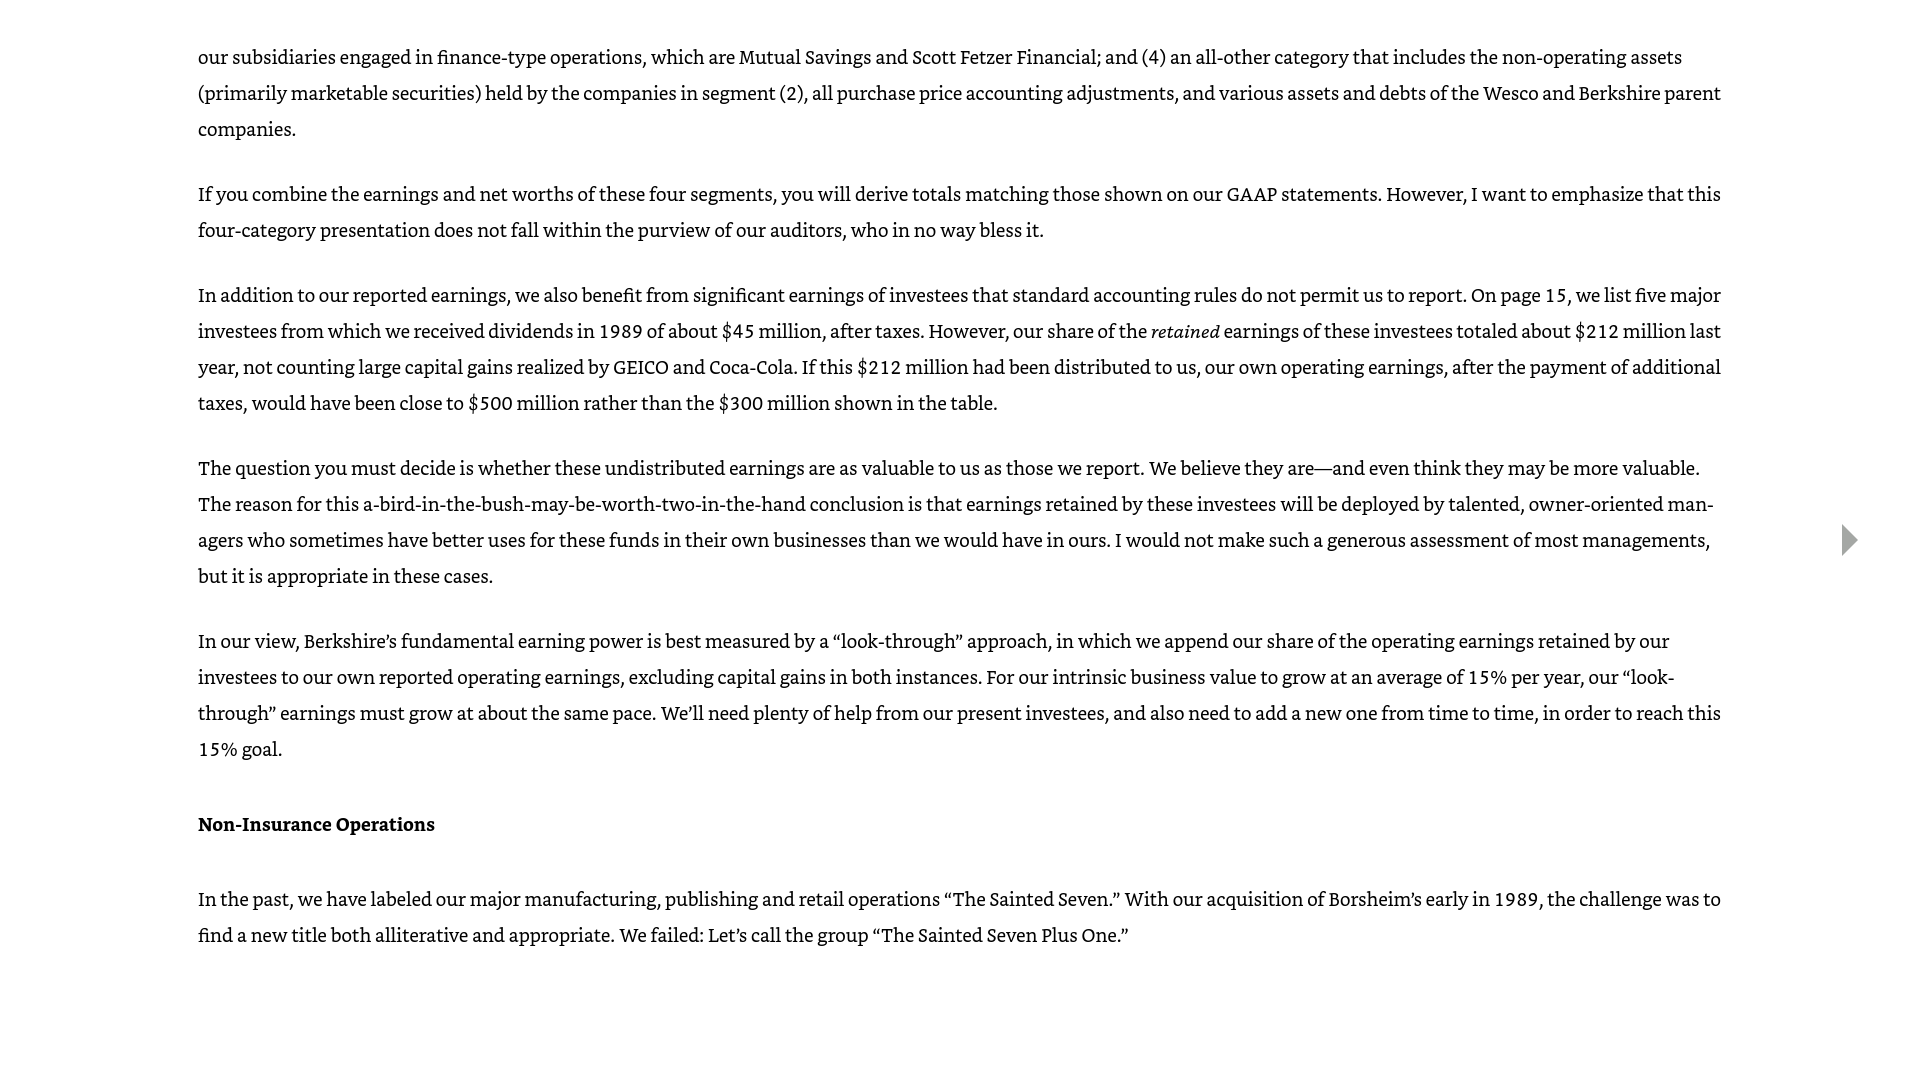 our subsidiaries engaged in finance-type operations, which are Mutual Savings and Scott Fetzer Financial; and (4) an all-other category that includes the non-operating assets
(primarily marketable securities) held by the companies in segment (2), all purchase price accounting adjustments, and various assets and debts of the Wesco and Berkshire parent
companies.
If you combine the earnings and net worths of these four segments, you will derive totals matching those shown on our GAAP statements. However, I want to emphasize that this
four-category presentation does not fall within the purview of our auditors, who in no way bless it.
In addition to our reported earnings, we also benefit from significant earnings of investees that standard accounting rules do not permit us to report. On page 15, we list five major
investees from which we received dividends in 1989 of about $45 million, after taxes. However, our share of the retained earnings of these investees totaled about $212 million last
year, not counting large capital gains realized by GEICO and Coca-Cola. If this $212 million had been distributed to us, our own operating earnings, after the payment of additional
taxes, would have been close to $500 million rather than the $300 million shown in the table.
The question you must decide is whether these undistributed earnings are as valuable to us as those we report. We believe they are—and even think they may be more valuable.
The reason for this a-bird-in-the-bush-may-be-worth-two-in-the-hand conclusion is that earnings retained by these investees will be deployed by talented, owner-oriented man-
agers who sometimes have better uses for these funds in their own businesses than we would have in ours. I would not make such a generous assessment of most managements,
but it is appropriate in these cases.
In our view, Berkshire’s fundamental earning power is best measured by a “look-through” approach, in which we append our share of the operating earnings retained by our
investees to our own reported operating earnings, excluding capital gains in both instances. For our intrinsic business value to grow at an average of 15% per year, our “look-
through” earnings must grow at about the same pace. We’ll need plenty of help from our present investees, and also need to add a new one from time to time, in order to reach this
15% goal.
Non-Insurance Operations
In the past, we have labeled our major manufacturing, publishing and retail operations “The Sainted Seven.” With our acquisition of Borsheim’s early in 1989, the challenge was to
find a new title both alliterative and appropriate. We failed: Let’s call the group “The Sainted Seven Plus One.”